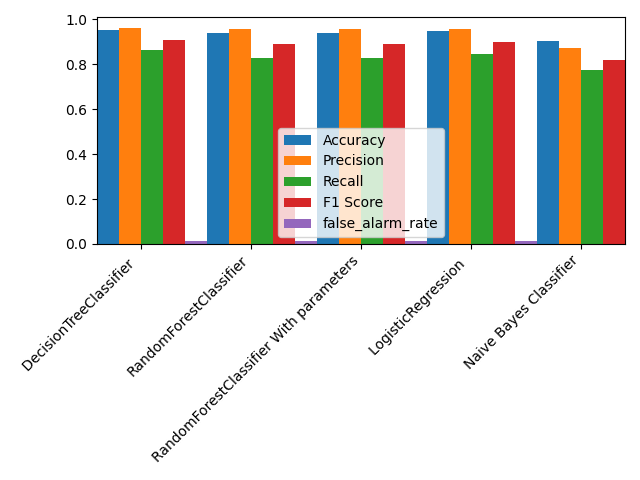 1.0
0.8
0.6
0.4
0.2
0.0
Accuracy
Precision
Recall
F1 Score
false_alarm_rate
DecisionTreeClassifier
RandomForestClassifier
RandomForestClassifier With parameters
LogisticRegression
Naive Bayes Classifier